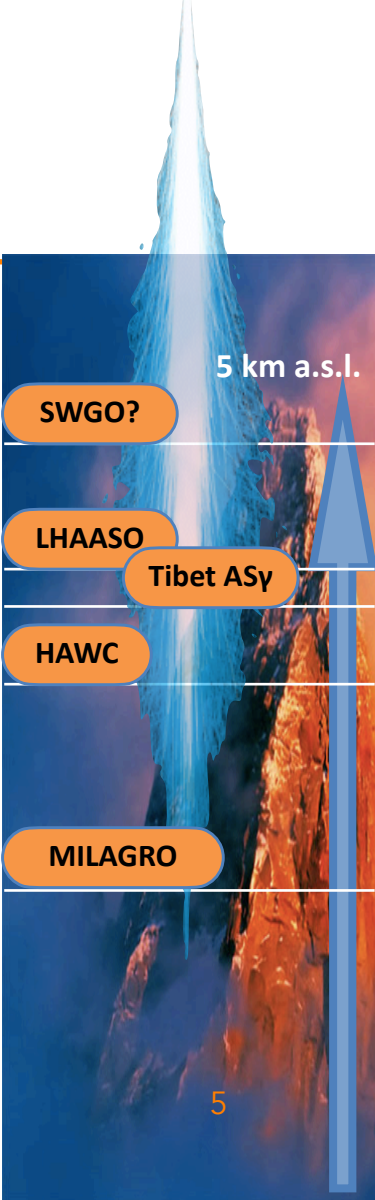 5 km a.s.l.
SWGO?
LHAASO
Tibet ASγ
HAWC
MILAGRO
5